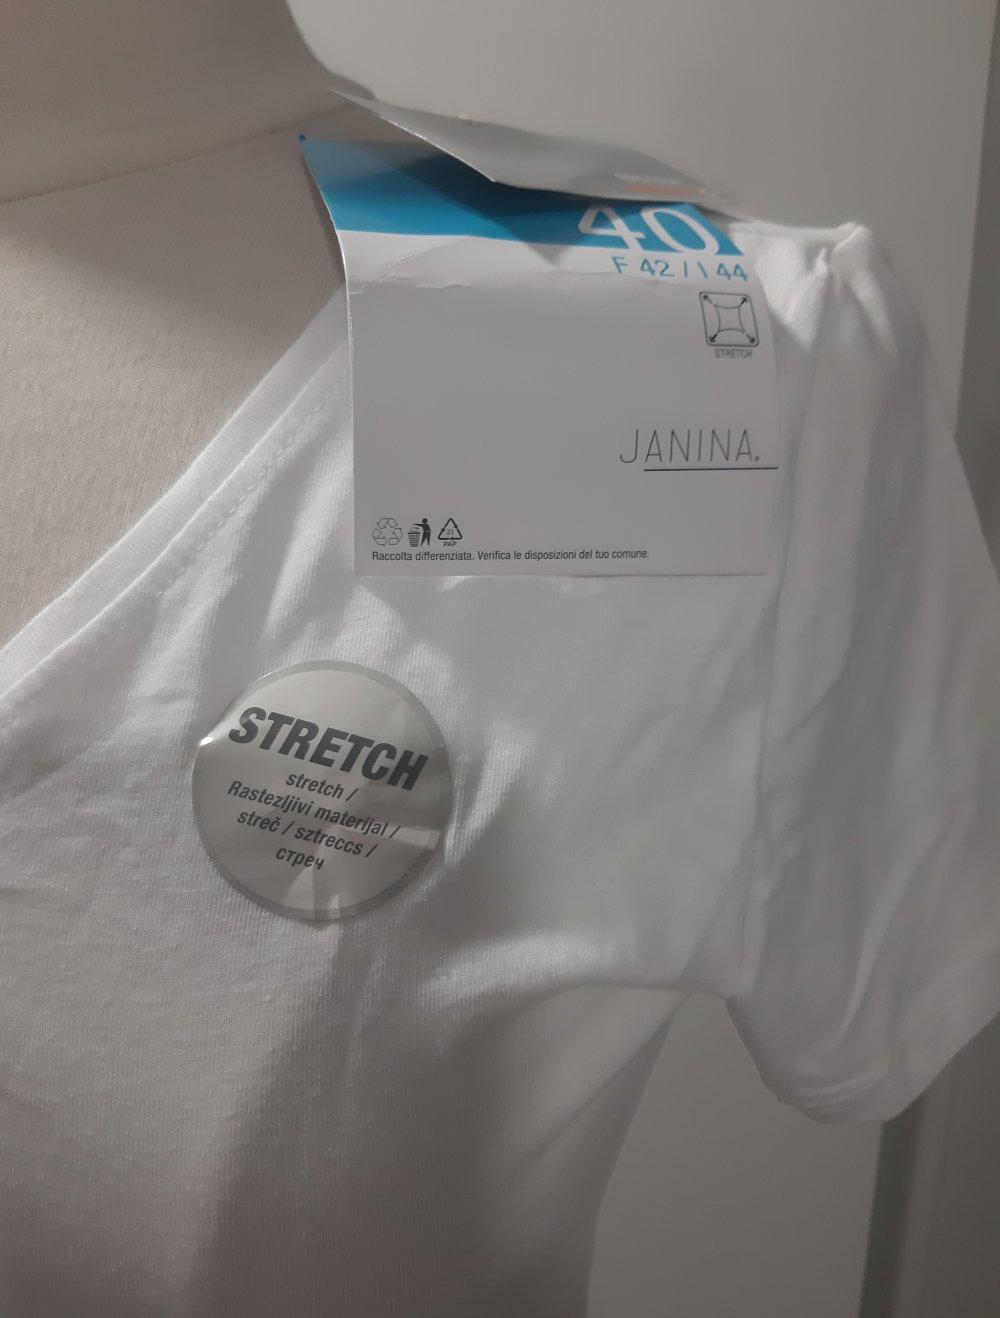 40
F 42 / I 44
STRETCH
JANINA.
21
PAP
Raccolta differenziata. Verifica le disposizioni del tuo comune.
STRETCH
stretch /
Rastezljivi materijal /
streč / sztreccs /
стреч